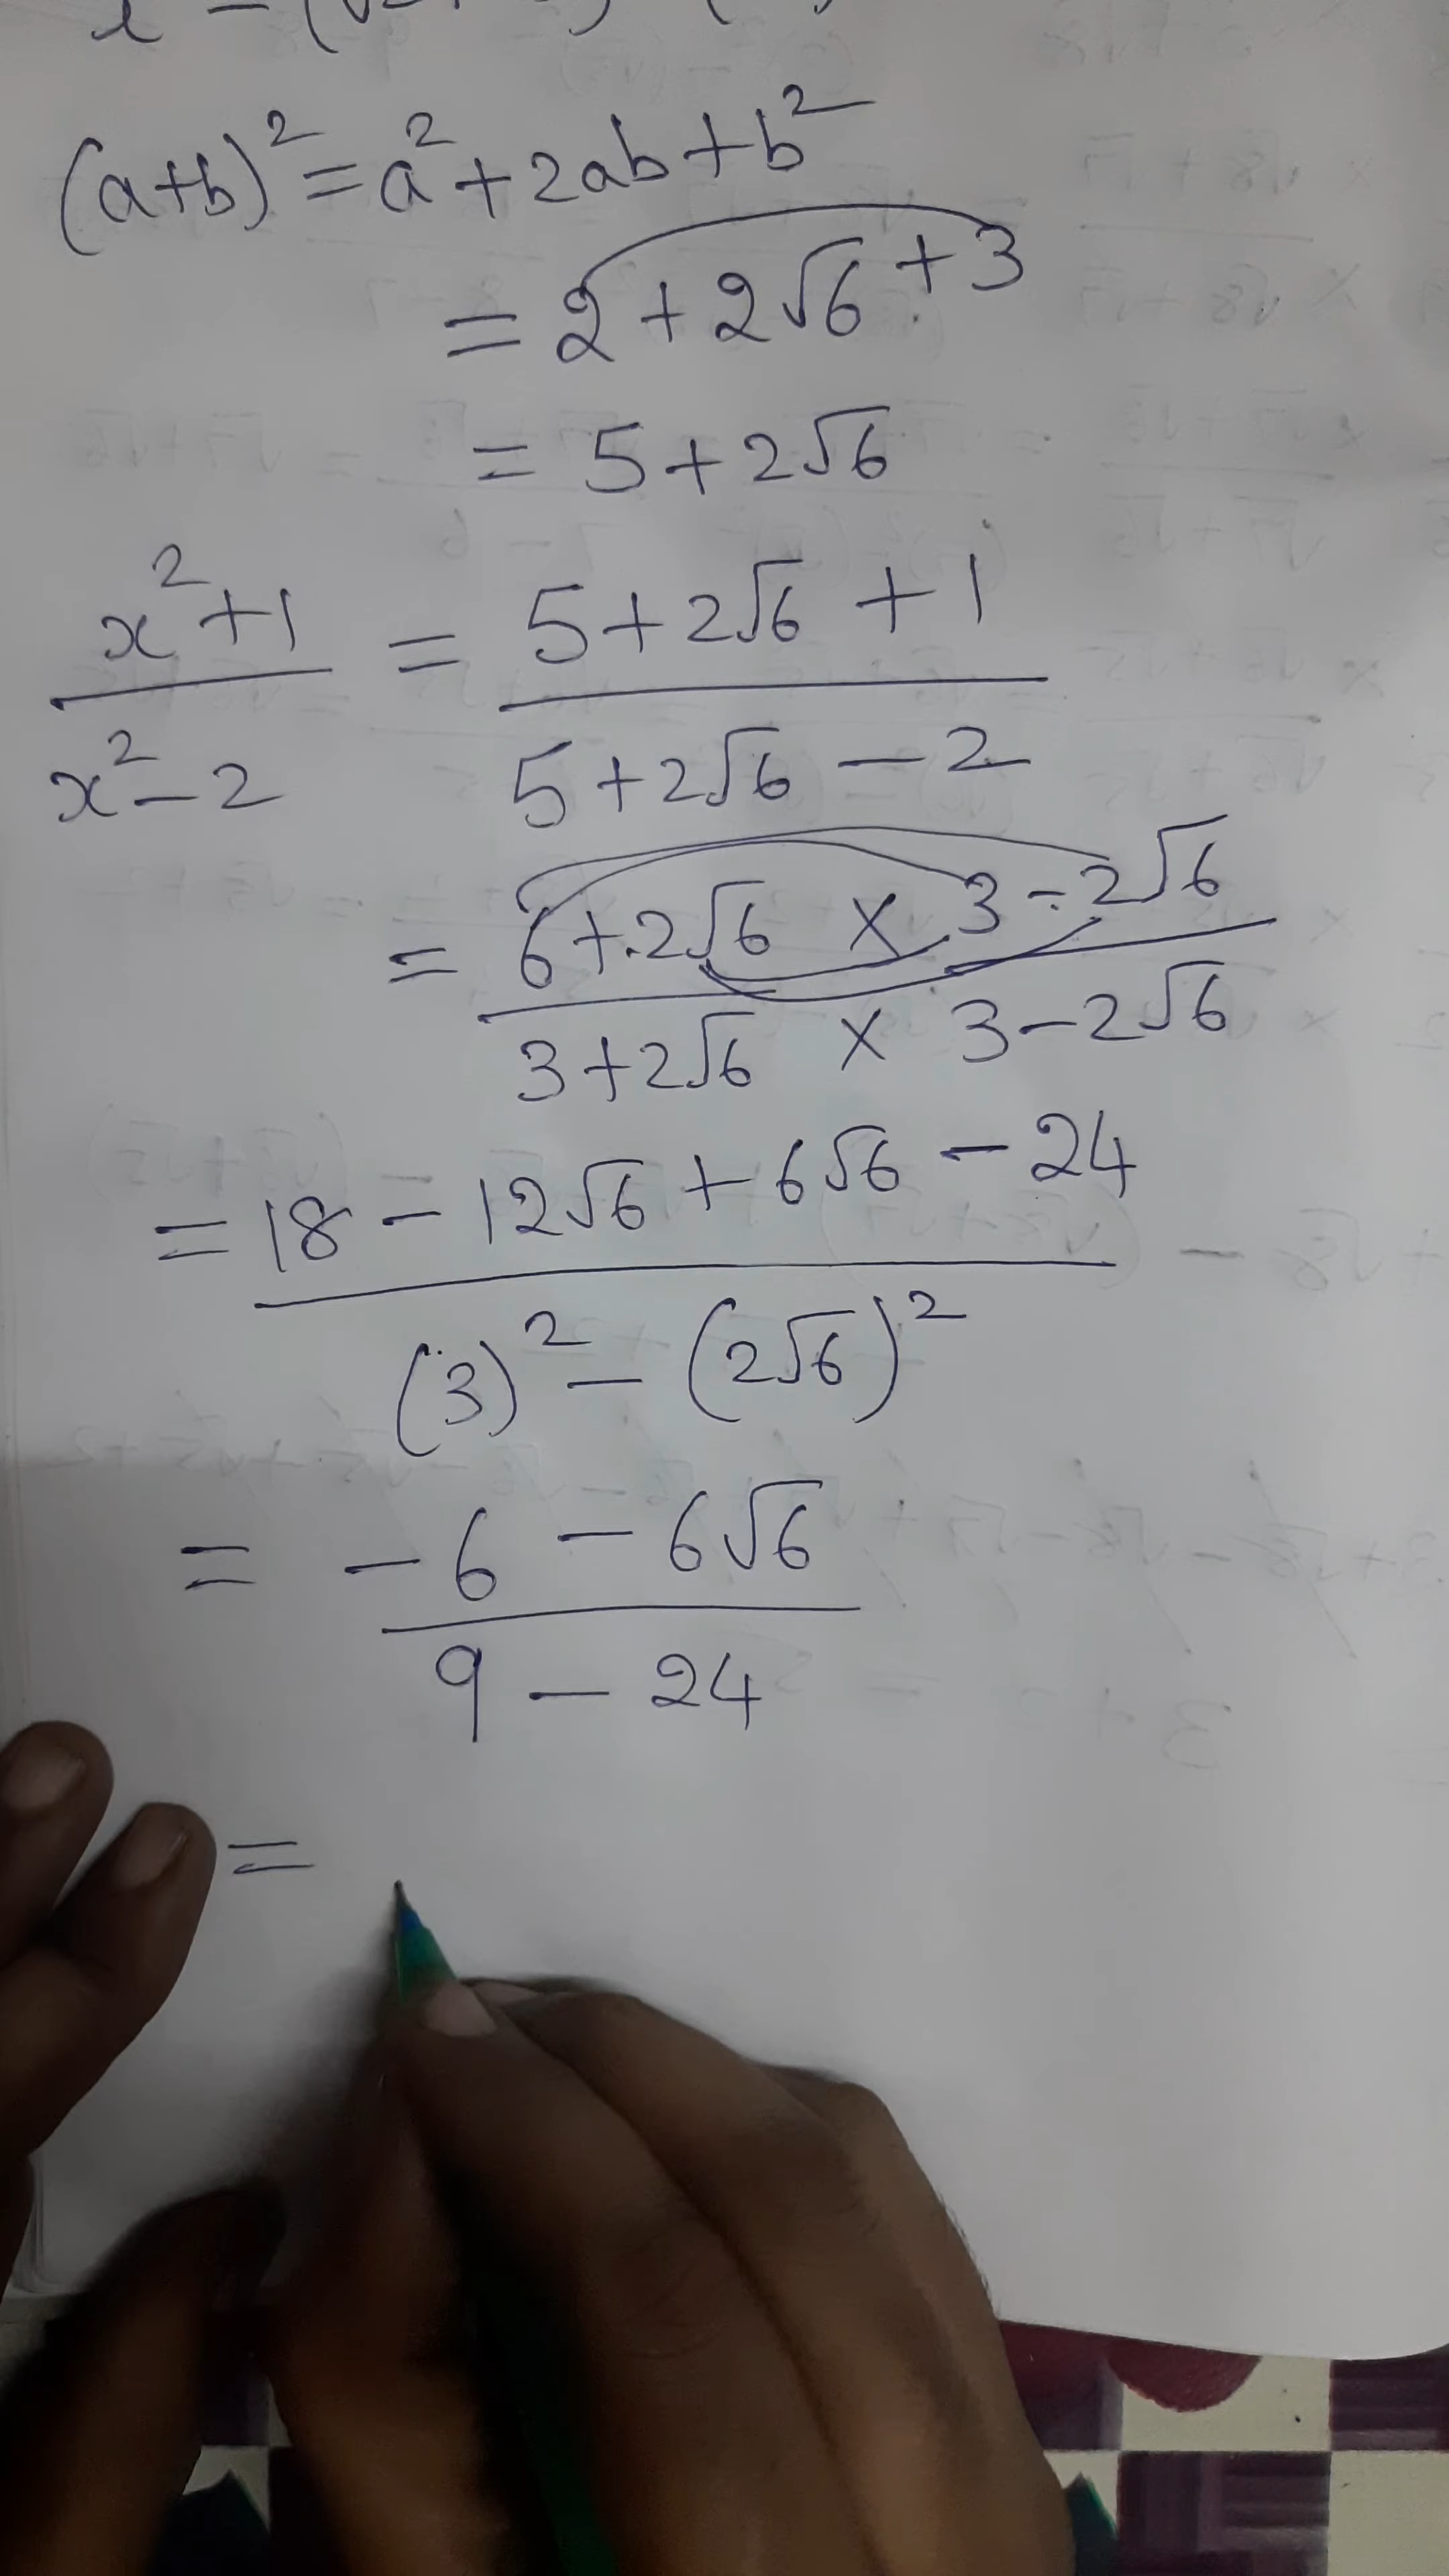 (a+b)² = a² + 2ab + b²
= 2 + 2√6 + 3
= 5 + 2√6
x² + 1 / x² − 2 = 5 + 2√6 + 1 / 5 + 2√6 − 2
= 6 + 2√6 × 3 − 2√6 / 3 + 2√6 × 3 − 2√6
= 18 − 12√6 + 6√6 − 24 / (3)² − (2√6)²
= − 6 − 6√6 / 9 − 24
=